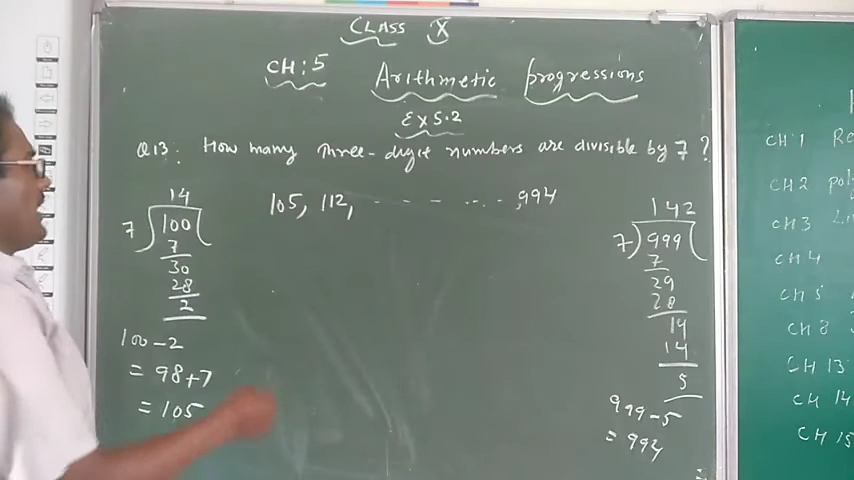 CLASS X
CH:5 Arithmetic progressions
Ex 5.2
Q13: How many three-digit numbers are divisible by 7 ?
105, 112, - - - - ... - , 994
14
7 100
7
30
28
2
100-2
= 98+7
= 105
142
7 999
7
29
28
19
14
5
999-5
= 994
CH 1 Re
CH 2 poly
CH 3
CH 4
CH 5
CH 8
CH 13
CH 14
CH 15